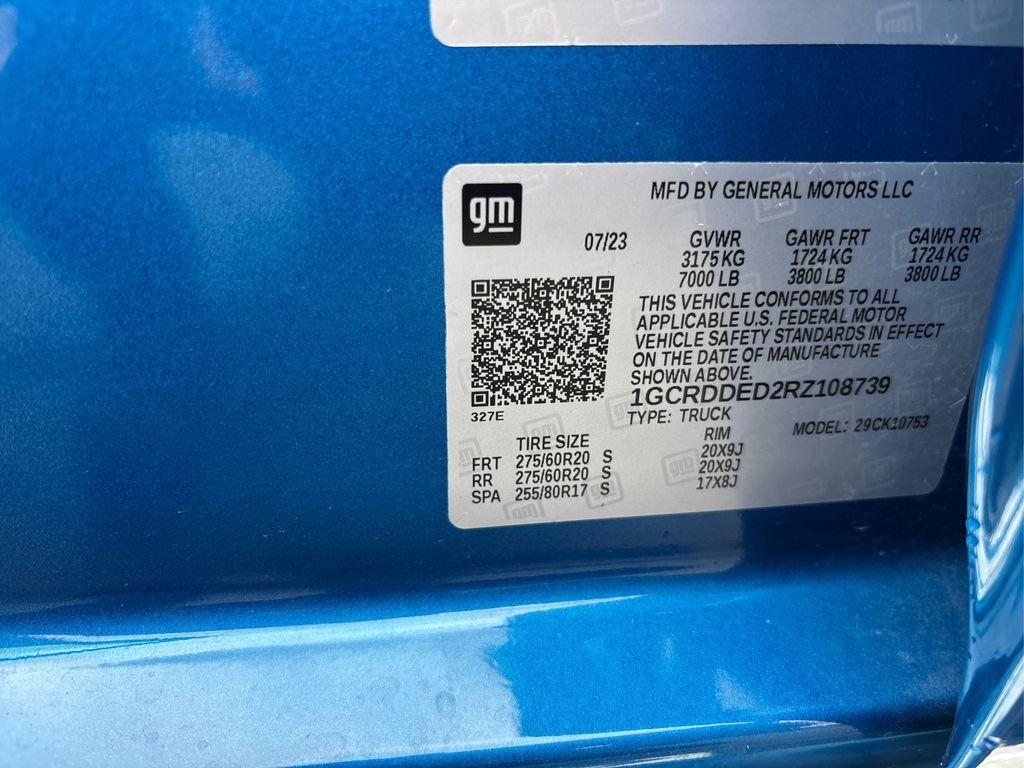 gm
MFD BY GENERAL MOTORS LLC
07/23 GVWR GAWR FRT GAWR RR
3175 KG 1724 KG 1724 KG
7000 LB 3800 LB 3800 LB
THIS VEHICLE CONFORMS TO ALL
APPLICABLE U.S. FEDERAL MOTOR
VEHICLE SAFETY STANDARDS IN EFFECT
ON THE DATE OF MANUFACTURE
SHOWN ABOVE.
1GCRDDED2RZ108739
327E
TYPE: TRUCK MODEL: 29CK10753
TIRE SIZE RIM
FRT 275/60R20 S 20X9J
RR 275/60R20 S 20X9J
SPA 255/80R17 S 17X8J